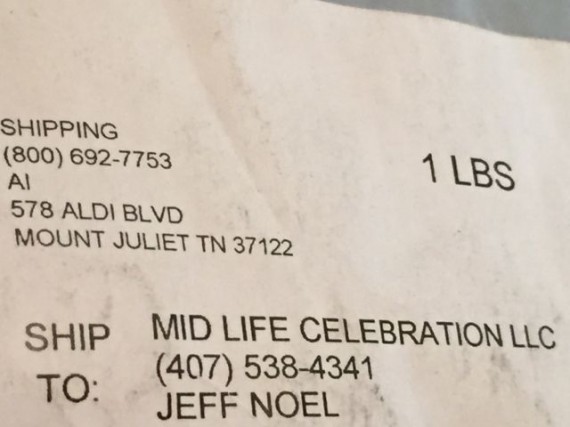 SHIPPING
(800) 692-7753
AI
578 ALDI BLVD
MOUNT JULIET TN 37122
1 LBS
SHIP TO:
MID LIFE CELEBRATION LLC
(407) 538-4341
JEFF NOEL